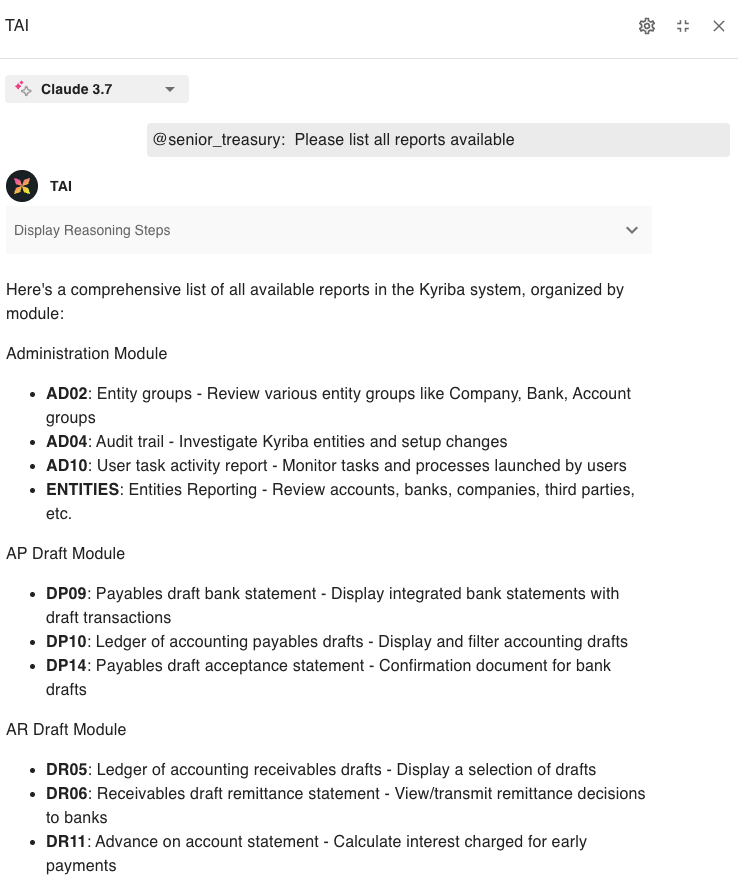 TAI
Claude 3.7
@senior_treasury:  Please list all reports available
TAI
Display Reasoning Steps
Here's a comprehensive list of all available reports in the Kyriba system, organized by
module:
Administration Module
• AD02: Entity groups - Review various entity groups like Company, Bank, Account
groups
• AD04: Audit trail - Investigate Kyriba entities and setup changes
• AD10: User task activity report - Monitor tasks and processes launched by users
• ENTITIES: Entities Reporting - Review accounts, banks, companies, third parties,
etc.
AP Draft Module
• DP09: Payables draft bank statement - Display integrated bank statements with
draft transactions
• DP10: Ledger of accounting payables drafts - Display and filter accounting drafts
• DP14: Payables draft acceptance statement - Confirmation document for bank
drafts
AR Draft Module
• DR05: Ledger of accounting receivables drafts - Display a selection of drafts
• DR06: Receivables draft remittance statement - View/transmit remittance decisions
to banks
• DR11: Advance on account statement - Calculate interest charged for early
payments